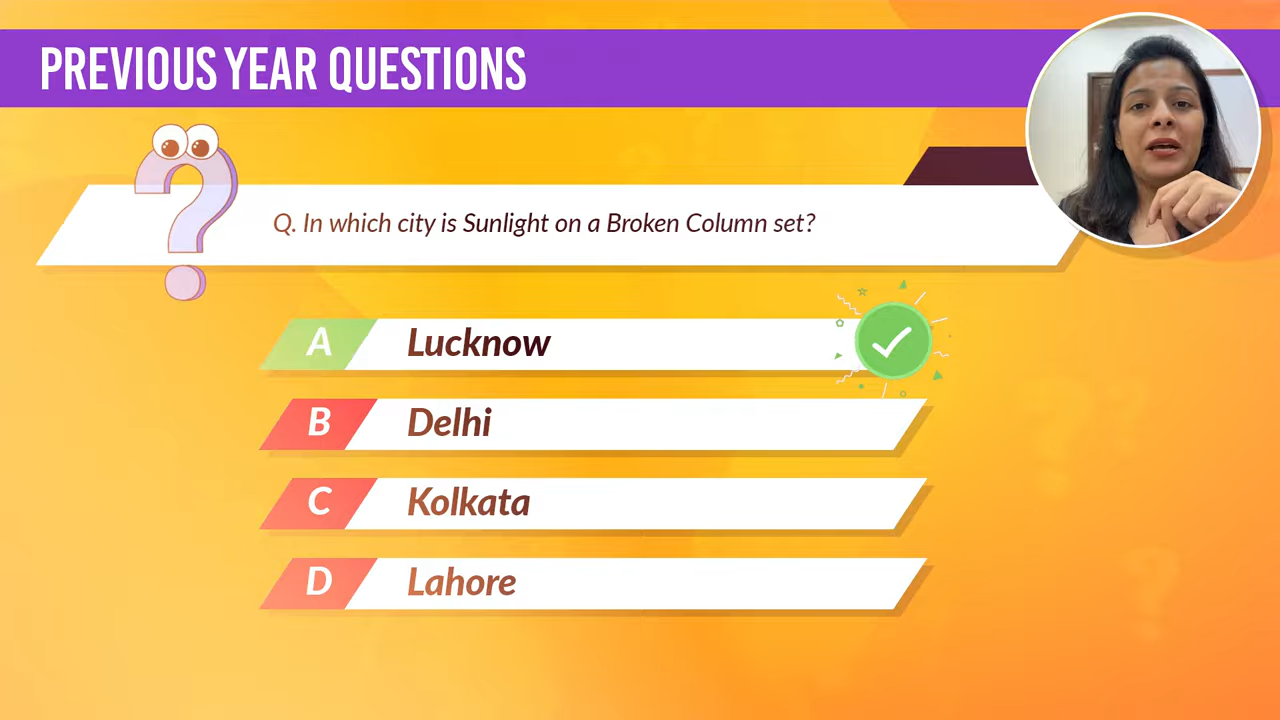 PREVIOUS YEAR QUESTIONS
Q. In which city is Sunlight on a Broken Column set?
A Lucknow
B Delhi
C Kolkata
D Lahore